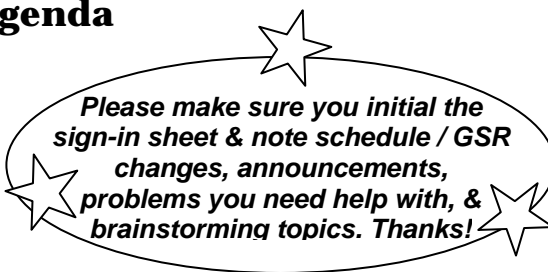 genda
Please make sure you initial the
sign-in sheet & note schedule / GSR
changes, announcements,
problems you need help with, &
brainstorming topics. Thanks!